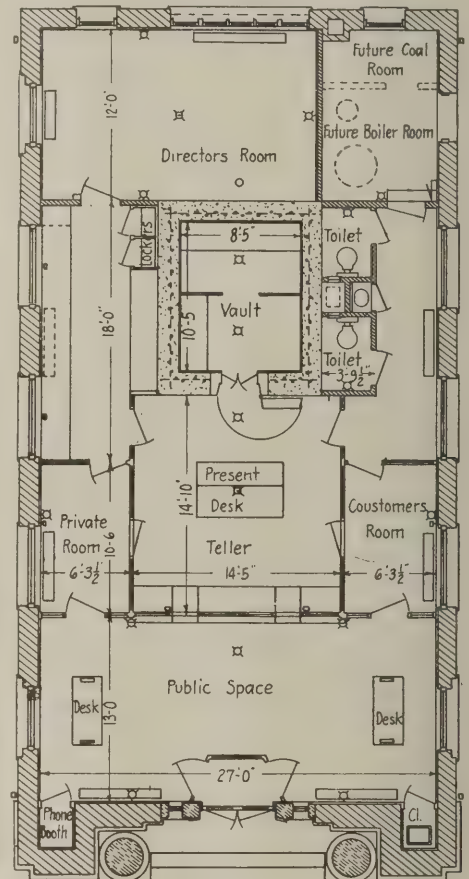 Future Coal
Room
12'-0"
Future Boiler Room
Directors Room
Lockers
8'-5"
Toilet
18'-0"
10-5
Vault
Toilet
3-9½"
14'-10"
Present
Desk
Private
Room
10-6
Teller
Coustomers
Room
6'-3½"
14'-5"
6'-3½"
Public Space
Desk
13-0
Desk
27'-0"
Phone
Booth
Cl.